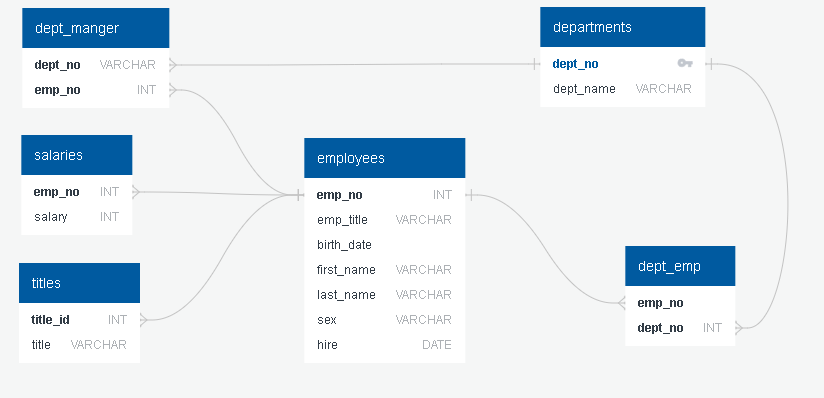 dept_manger
dept_no VARCHAR
emp_no INT
departments
dept_no
dept_name VARCHAR
salaries
emp_no INT
salary INT
employees
emp_no INT
emp_title VARCHAR
birth_date
first_name VARCHAR
last_name VARCHAR
sex VARCHAR
hire DATE
titles
title_id INT
title VARCHAR
dept_emp
emp_no
dept_no INT